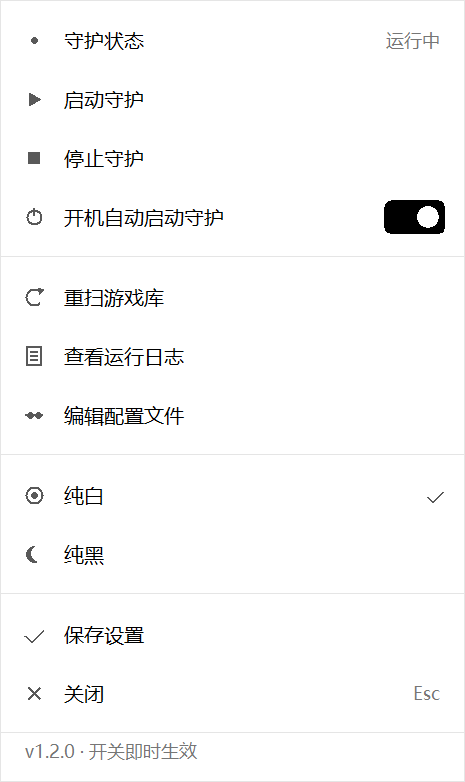 守护状态 运行中
启动守护
停止守护
开机自动启动守护
重扫游戏库
查看运行日志
编辑配置文件
纯白
纯黑
保存设置
关闭 Esc
v1.2.0 · 开关即时生效